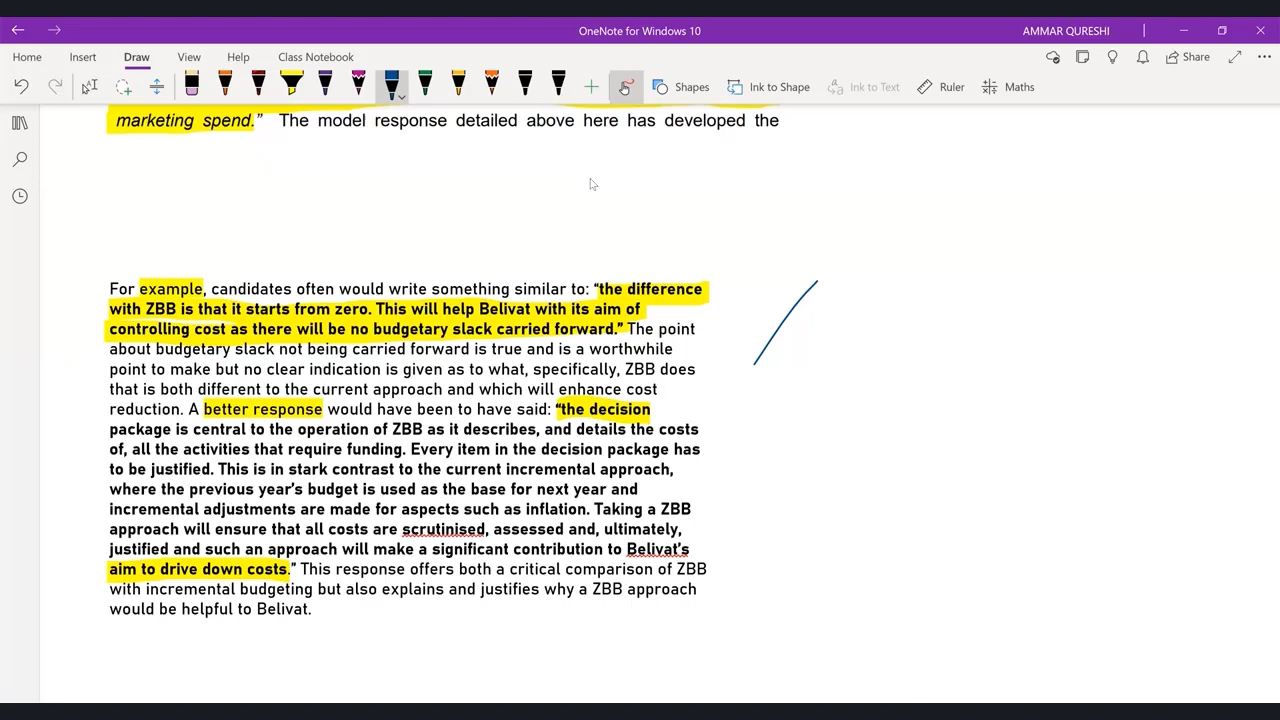 OneNote for Windows 10
AMMAR QURESHI
Home Insert Draw View Help Class Notebook
Share
Shapes Ink to Shape Ink to Text Ruler Maths
marketing spend.” The model response detailed above here has developed the
For example, candidates often would write something similar to: “the difference
with ZBB is that it starts from zero. This will help Belivat with its aim of
controlling cost as there will be no budgetary slack carried forward.” The point
about budgetary slack not being carried forward is true and is a worthwhile
point to make but no clear indication is given as to what, specifically, ZBB does
that is both different to the current approach and which will enhance cost
reduction. A better response would have been to have said: “the decision
package is central to the operation of ZBB as it describes, and details the costs
of, all the activities that require funding. Every item in the decision package has
to be justified. This is in stark contrast to the current incremental approach,
where the previous year’s budget is used as the base for next year and
incremental adjustments are made for aspects such as inflation. Taking a ZBB
approach will ensure that all costs are scrutinised, assessed and, ultimately,
justified and such an approach will make a significant contribution to Belivat’s
aim to drive down costs.” This response offers both a critical comparison of ZBB
with incremental budgeting but also explains and justifies why a ZBB approach
would be helpful to Belivat.